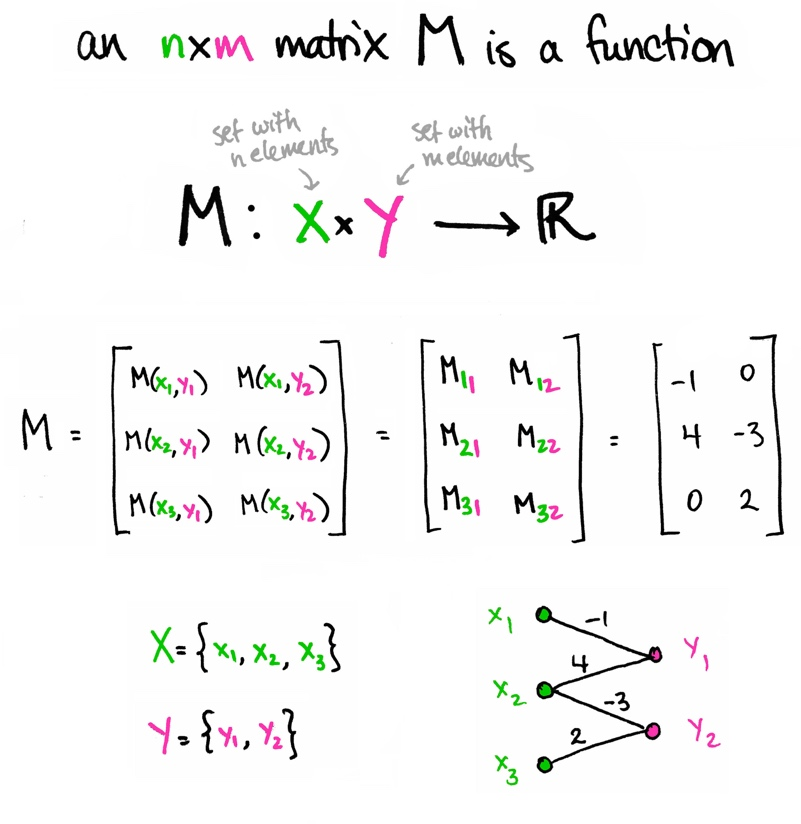 an n×m matrix M is a function
set with n elements
set with m elements
M: X × Y ⟶ ℝ
M = [ M(x₁,y₁) M(x₁,y₂) ] = [ M₁₁ M₁₂ ] = [ -1 0 ]
[ M(x₂,y₁) M(x₂,y₂) ] [ M₂₁ M₂₂ ] [ 4 -3 ]
[ M(x₃,y₁) M(x₃,y₂) ] [ M₃₁ M₃₂ ] [ 0 2 ]
X = {x₁, x₂, x₃}
Y = {y₁, y₂}
x₁ -1
4 y₁
x₂ -3
2 y₂
x₃